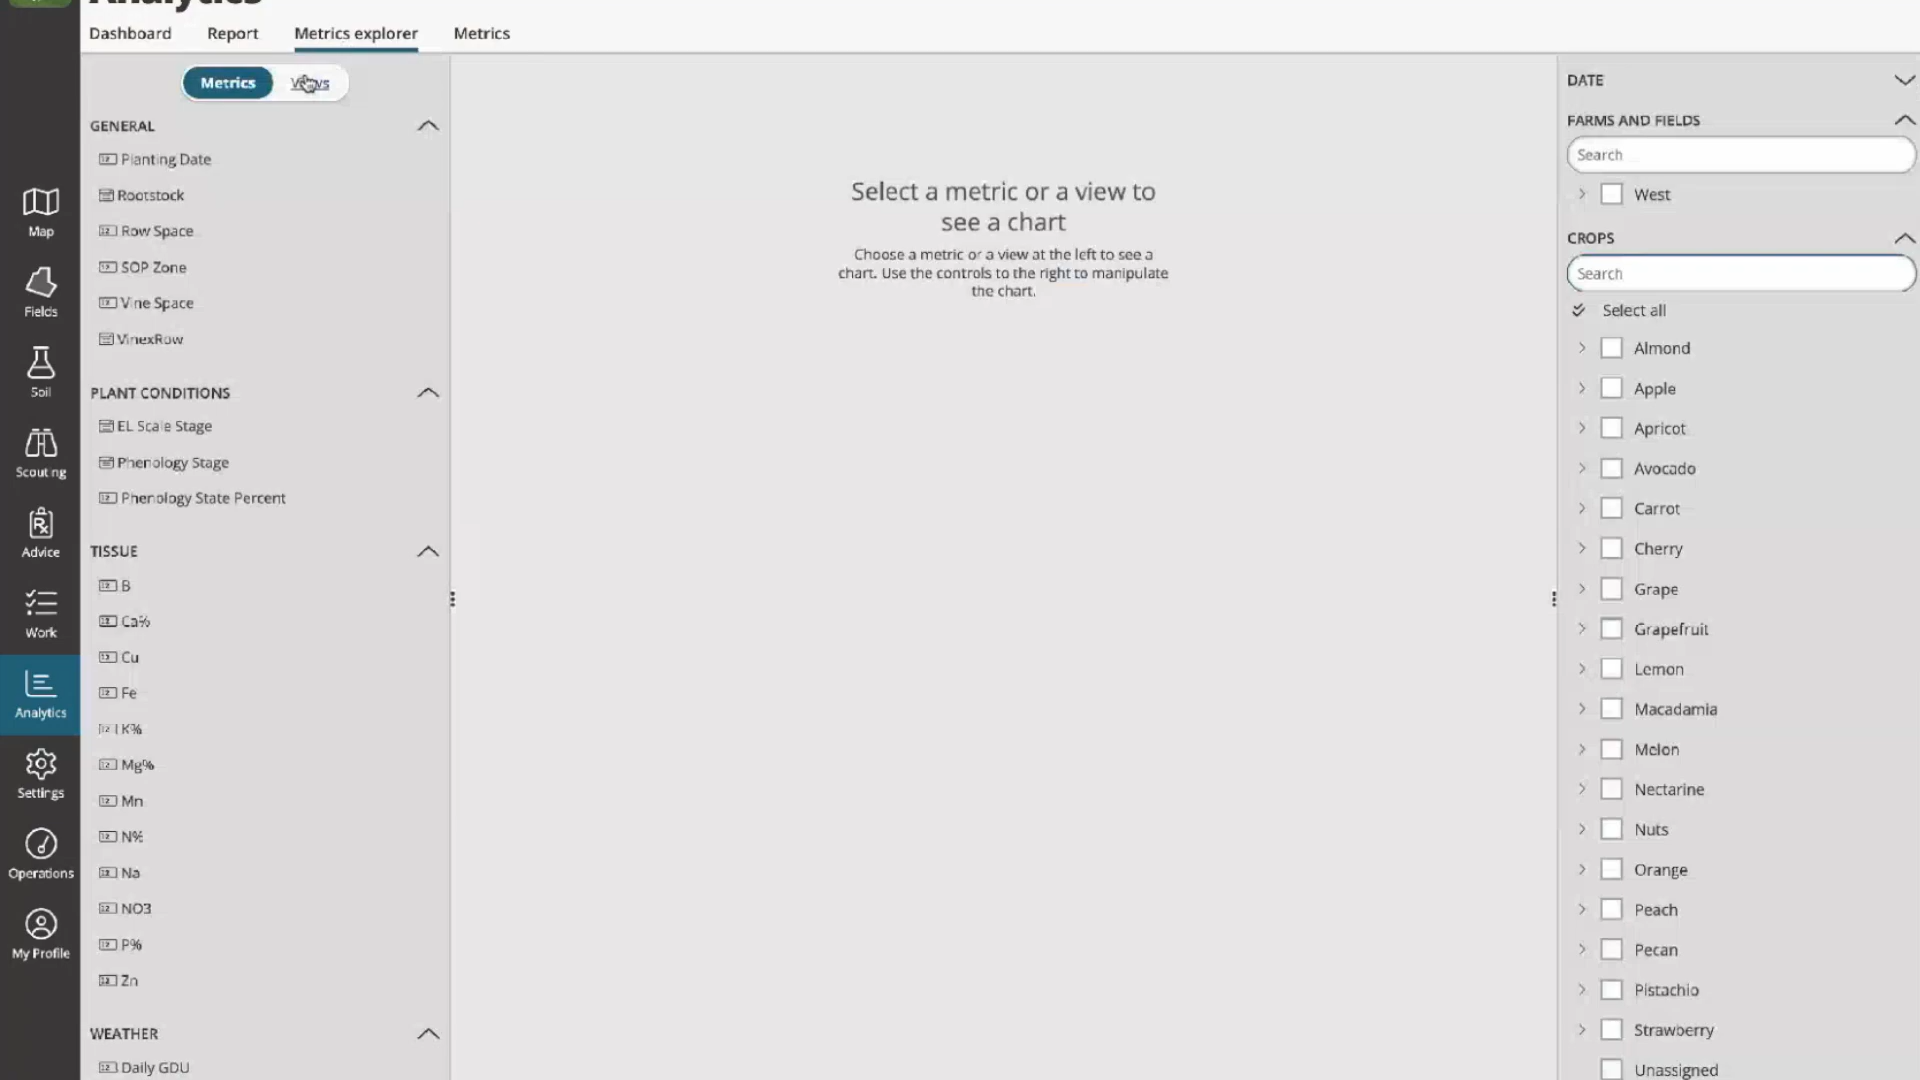 Analytics
Dashboard
Report
Metrics explorer
Metrics
Metrics
Views
GENERAL
Planting Date
Rootstock
Row Space
SOP Zone
Vine Space
VinexRow
PLANT CONDITIONS
EL Scale Stage
Phenology Stage
Phenology State Percent
TISSUE
B
Ca%
Cu
Fe
K%
Mg%
Mn
N%
Na
NO3
P%
Zn
WEATHER
Daily GDU
Map
Fields
Soil
Scouting
Advice
Work
Analytics
Settings
Operations
My Profile
Select a metric or a view to
see a chart
Choose a metric or a view at the left to see a
chart. Use the controls to the right to manipulate
the chart.
DATE
FARMS AND FIELDS
Search
West
CROPS
Search
Select all
Almond
Apple
Apricot
Avocado
Carrot
Cherry
Grape
Grapefruit
Lemon
Macadamia
Melon
Nectarine
Nuts
Orange
Peach
Pecan
Pistachio
Strawberry
Unassigned